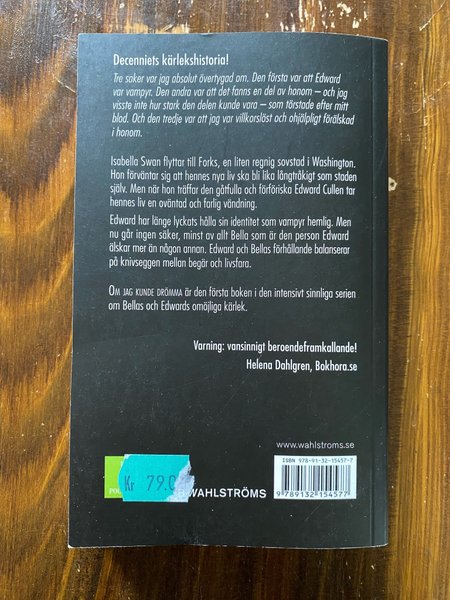 Decenniets kärlekshistoria!
Tre saker var jag absolut övertygad om. Den första var att Edward
var vampyr. Den andra var att det fanns en del av honom – och jag
visste inte hur stark den delen kunde vara – som törstade efter mitt
blod. Och den tredje var att jag var villkorslöst och ohjälpligt förälskad
i honom.
Isabella Swan flyttar till Forks, en liten regnig sovstad i Washington.
Hon förväntar sig att hennes nya liv ska bli lika långtråkigt som staden
själv. Men när hon träffar den gåtfulla och förföriska Edward Cullen tar
hennes liv en oväntad och farlig vändning.
Edward har länge lyckats hålla sin identitet som vampyr hemlig. Men
nu går ingen säker, minst av allt Bella som är den person Edward
älskar mer än någon annan. Edward och Bellas förhållande balanserar
på knivseggen mellan begär och livsfara.
OM JAG KUNDE DRÖMMA är den första boken i den intensivt sinnliga serien
om Bellas och Edwards omöjliga kärlek.
Varning: vansinnigt beroendeframkallande!
Helena Dahlgren, Bokhora.se
www.wahlstroms.se
ISBN 978-91-32-15457-7
Kr 79.0
WAHLSTRÖMS
9 789132 154577